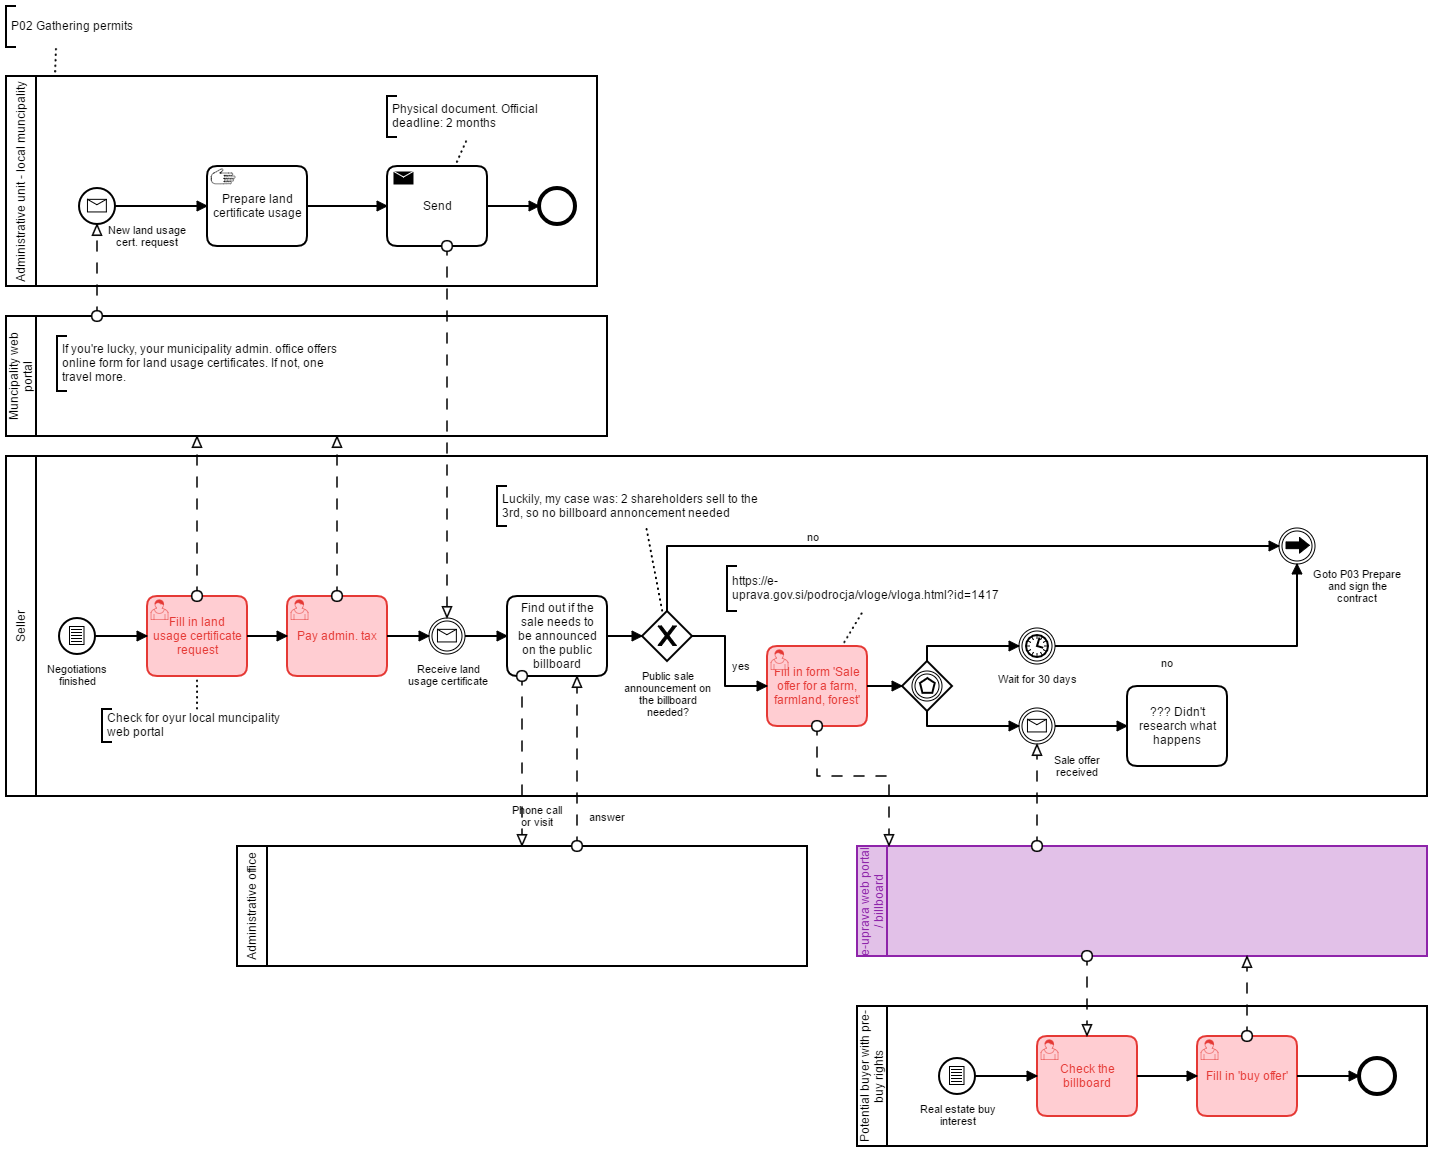 P02 Gathering permits
Administrative unit - local muncipality
Physical document. Official
deadline: 2 months
Prepare land
certificate usage
Send
New land usage
cert. request
Muncipality web
portal
If you're lucky, your municipality admin. office offers
online form for land usage certificates. If not, one
travel more.
Seller
Luckily, my case was: 2 shareholders sell to the
3rd, so no billboard annoncement needed
no
https://e-
uprava.gov.si/podrocja/vloge/vloga.html?id=1417
Goto P03 Prepare
and sign the
contract
Negotiations
finished
Fill in land
usage certificate
request
Pay admin. tax
Receive land
usage certificate
Find out if the
sale needs to
be announced
on the public
billboard
Public sale
announcement on
the billboard
needed?
yes
Fill in form 'Sale
offer for a farm,
farmland, forest'
Wait for 30 days
no
Sale offer
received
??? Didn't
research what
happens
Check for oyur local muncipality
web portal
Phone call
or visit
answer
Administrative office
e-uprava web portal
/ billboard
Potential buyer with pre-
buy rights
Real estate buy
interest
Check the
billboard
Fill in 'buy offer'